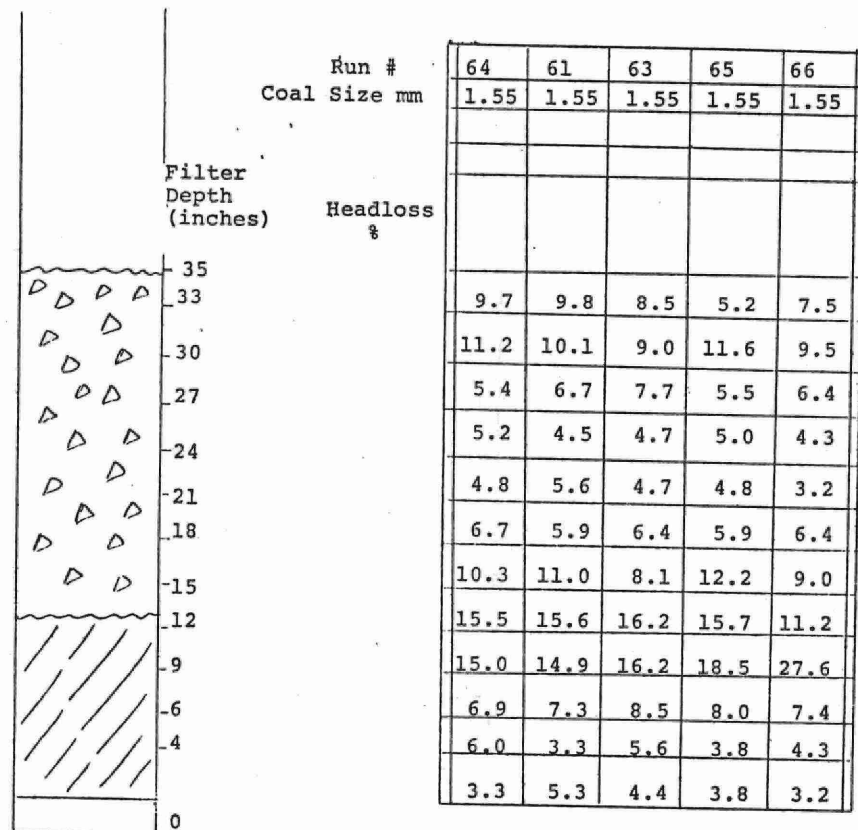 Run # 64 61 63 65 66
Coal Size mm 1.55 1.55 1.55 1.55 1.55
Filter
Depth
(inches)
Headloss
%
35
33 9.7 9.8 8.5 5.2 7.5
30 11.2 10.1 9.0 11.6 9.5
27 5.4 6.7 7.7 5.5 6.4
24 5.2 4.5 4.7 5.0 4.3
21 4.8 5.6 4.7 4.8 3.2
18 6.7 5.9 6.4 5.9 6.4
15 10.3 11.0 8.1 12.2 9.0
12 15.5 15.6 16.2 15.7 11.2
9 15.0 14.9 16.2 18.5 27.6
6 6.9 7.3 8.5 8.0 7.4
4 6.0 3.3 5.6 3.8 4.3
3.3 5.3 4.4 3.8 3.2
0